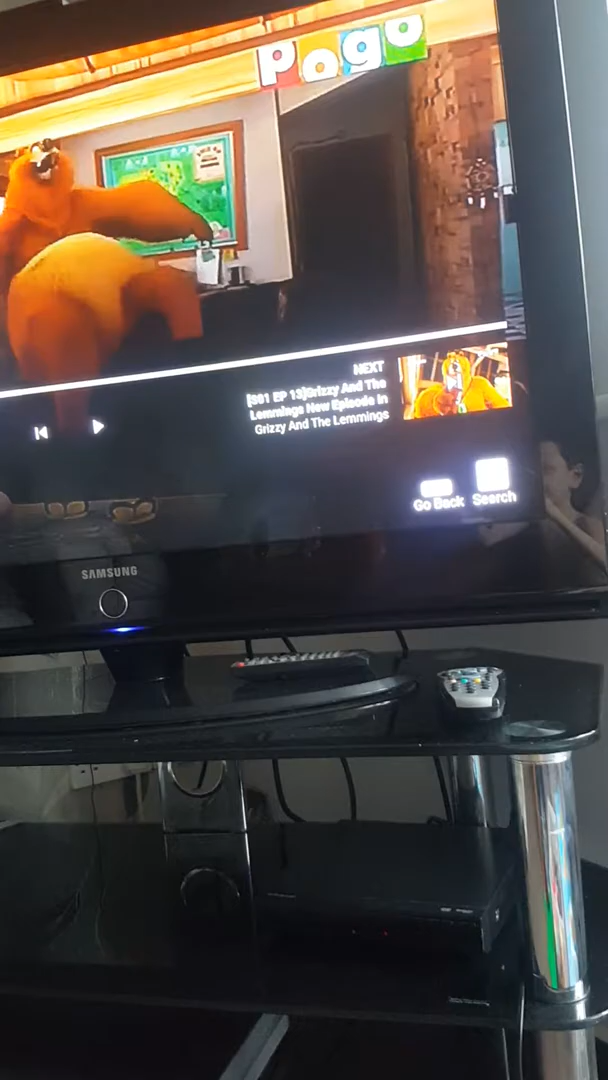 Pogo
NEXT
[S01 EP 13]Grizzy And The
Lemmings New Episode In
Grizzy And The Lemmings
Go Back
Search
SAMSUNG